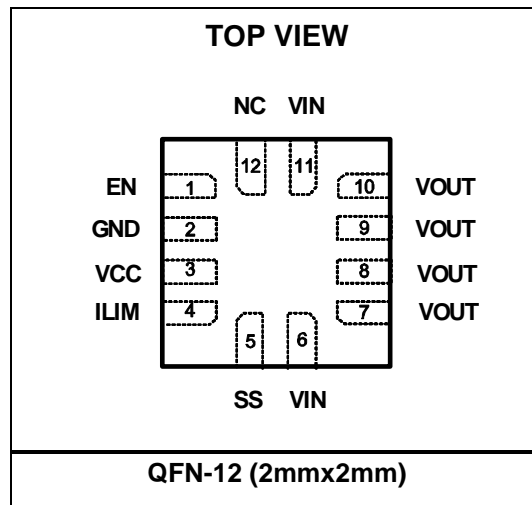 TOP VIEW
NC VIN
12 11
EN 1 10 VOUT
GND 2 9 VOUT
VCC 3 8 VOUT
ILIM 4 7 VOUT
5 6
SS VIN
QFN-12 (2mmx2mm)